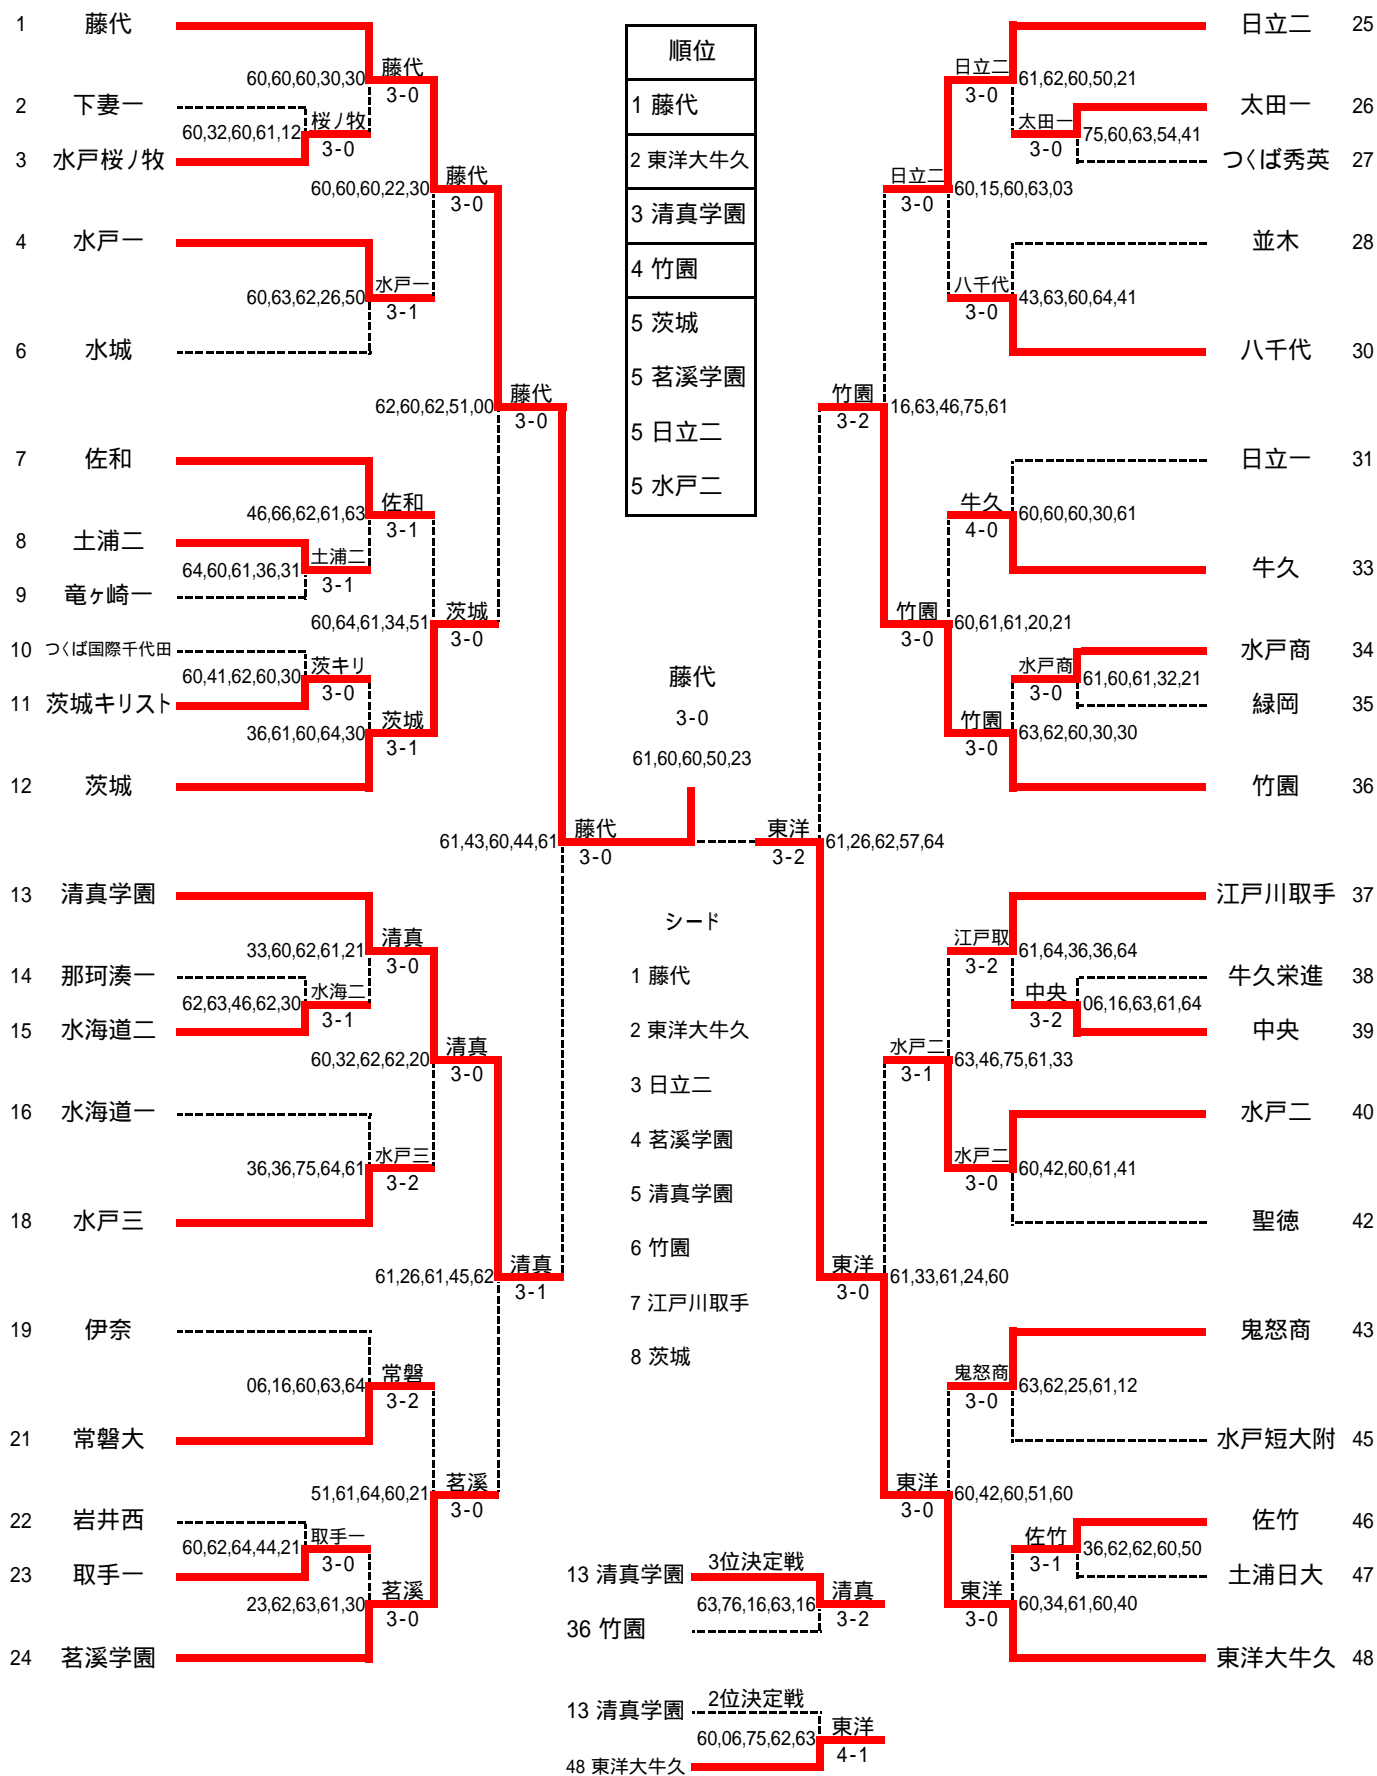 1 藤代
60,60,60,30,30
藤代
3-0
2 下妻一
60,32,60,61,12
桜ノ牧
3-0
3 水戸桜ノ牧
60,60,60,22,30
藤代
3-0
4 水戸一
60,63,62,26,50
水戸一
3-1
6 水城
62,60,62,51,00
藤代
3-0
7 佐和
46,66,62,61,63
佐和
3-1
8 土浦二
64,60,61,36,31
土浦二
3-1
9 竜ヶ崎一
60,64,61,34,51
茨城
3-0
10 つくば国際千代田
60,41,62,60,30
茨キリ
3-0
11 茨城キリスト
36,61,60,64,30
茨城
3-1
12 茨城
61,43,60,44,61
藤代
3-0
13 清真学園
33,60,62,61,21
清真
3-0
14 那珂湊一
62,63,46,62,30
水海二
3-1
15 水海道二
60,32,62,62,20
清真
3-0
16 水海道一
36,36,75,64,61
水戸三
3-2
18 水戸三
61,26,61,45,62
清真
3-1
19 伊奈
06,16,60,63,64
常磐
3-2
21 常磐大
51,61,64,60,21
茗溪
3-0
22 岩井西
60,62,64,44,21
取手一
3-0
23 取手一
23,62,63,61,30
茗溪
3-0
24 茗溪学園
順位
1 藤代
2 東洋大牛久
3 清真学園
4 竹園
5 茨城
5 茗溪学園
5 日立二
5 水戸二
藤代
3-0
61,60,60,50,23
シード
1 藤代
2 東洋大牛久
3 日立二
4 茗溪学園
5 清真学園
6 竹園
7 江戸川取手
8 茨城
3位決定戦
13 清真学園
63,76,16,63,16
清真
3-2
36 竹園
2位決定戦
13 清真学園
60,06,75,62,63
東洋
4-1
48 東洋大牛久
日立二 25
日立二
3-0
61,62,60,50,21
太田一 26
太田一
3-0
75,60,63,54,41
つくば秀英 27
日立二
3-0
60,15,60,63,03
並木 28
八千代
3-0
43,63,60,64,41
八千代 30
竹園
3-2
16,63,46,75,61
日立一 31
牛久
4-0
60,60,60,30,61
牛久 33
竹園
3-0
60,61,61,20,21
水戸商 34
水戸商
3-0
61,60,61,32,21
緑岡 35
竹園
3-0
63,62,60,30,30
竹園 36
東洋
3-2
61,26,62,57,64
江戸川取手 37
江戸取
3-2
61,64,36,36,64
牛久栄進 38
中央
3-2
06,16,63,61,64
中央 39
水戸二
3-1
63,46,75,61,33
水戸二 40
水戸二
3-0
60,42,60,61,41
聖徳 42
東洋
3-0
61,33,61,24,60
鬼怒商 43
鬼怒商
3-0
63,62,25,61,12
水戸短大附 45
東洋
3-0
60,42,60,51,60
佐竹 46
佐竹
3-1
36,62,62,60,50
土浦日大 47
東洋
3-0
60,34,61,60,40
東洋大牛久 48